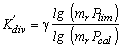 K′div = γ lg (mr Plim) / lg (mr Pcal)